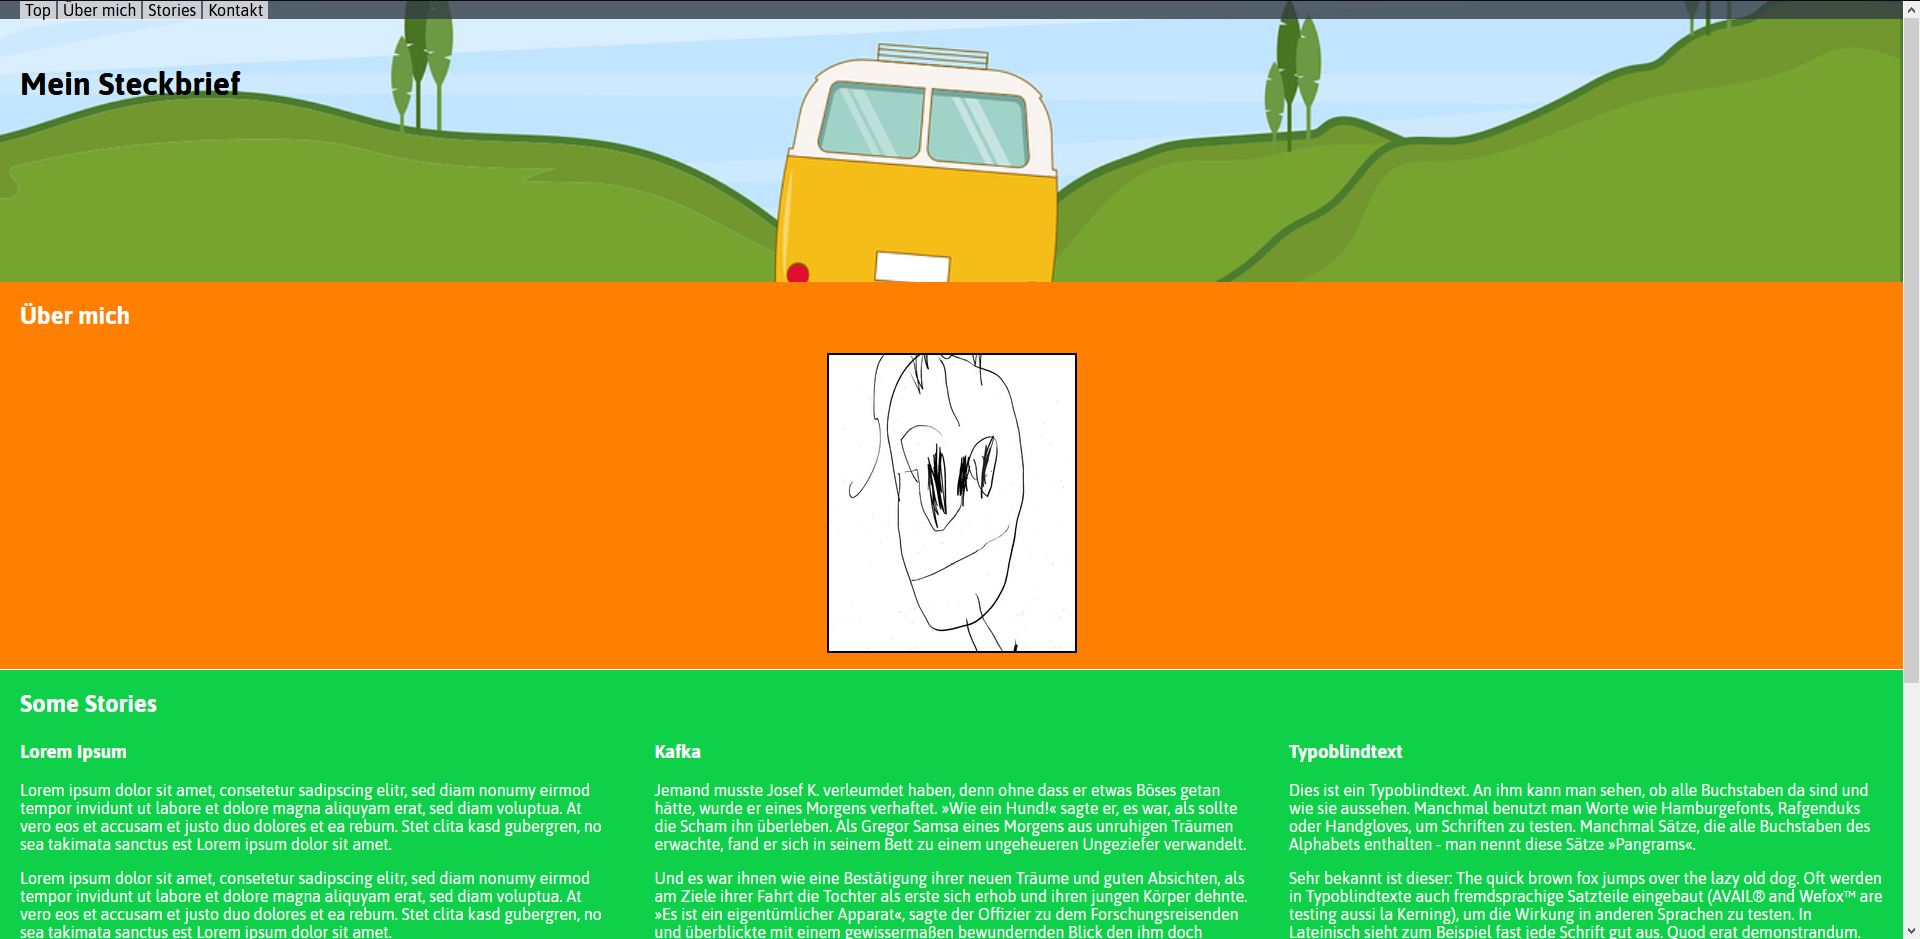 Top | Über mich | Stories | Kontakt
Mein Steckbrief
Über mich
Some Stories
Lorem Ipsum
Lorem ipsum dolor sit amet, consetetur sadipscing elitr, sed diam nonumy eirmod
tempor invidunt ut labore et dolore magna aliquyam erat, sed diam voluptua. At
vero eos et accusam et justo duo dolores et ea rebum. Stet clita kasd gubergren, no
sea takimata sanctus est Lorem ipsum dolor sit amet.
Lorem ipsum dolor sit amet, consetetur sadipscing elitr, sed diam nonumy eirmod
tempor invidunt ut labore et dolore magna aliquyam erat, sed diam voluptua. At
vero eos et accusam et justo duo dolores et ea rebum. Stet clita kasd gubergren, no
sea takimata sanctus est Lorem ipsum dolor sit amet.
Kafka
Jemand musste Josef K. verleumdet haben, denn ohne dass er etwas Böses getan
hätte, wurde er eines Morgens verhaftet. »Wie ein Hund!« sagte er, es war, als sollte
die Scham ihn überleben. Als Gregor Samsa eines Morgens aus unruhigen Träumen
erwachte, fand er sich in seinem Bett zu einem ungeheueren Ungeziefer verwandelt.
Und es war ihnen wie eine Bestätigung ihrer neuen Träume und guten Absichten, als
am Ziele ihrer Fahrt die Tochter als erste sich erhob und ihren jungen Körper dehnte.
»Es ist ein eigentümlicher Apparat«, sagte der Offizier zu dem Forschungsreisenden
und überblickte mit einem gewissermaßen bewundernden Blick den ihm doch
Typoblindtext
Dies ist ein Typoblindtext. An ihm kann man sehen, ob alle Buchstaben da sind und
wie sie aussehen. Manchmal benutzt man Worte wie Hamburgefonts, Rafgenduks
oder Handgloves, um Schriften zu testen. Manchmal Sätze, die alle Buchstaben des
Alphabets enthalten - man nennt diese Sätze »Pangrams«.
Sehr bekannt ist dieser: The quick brown fox jumps over the lazy old dog. Oft werden
in Typoblindtexte auch fremdsprachige Satzteile eingebaut (AVAIL® and Wefox™ are
testing aussi la Kerning), um die Wirkung in anderen Sprachen zu testen. In
Lateinisch sieht zum Beispiel fast jede Schrift gut aus. Quod erat demonstrandum.